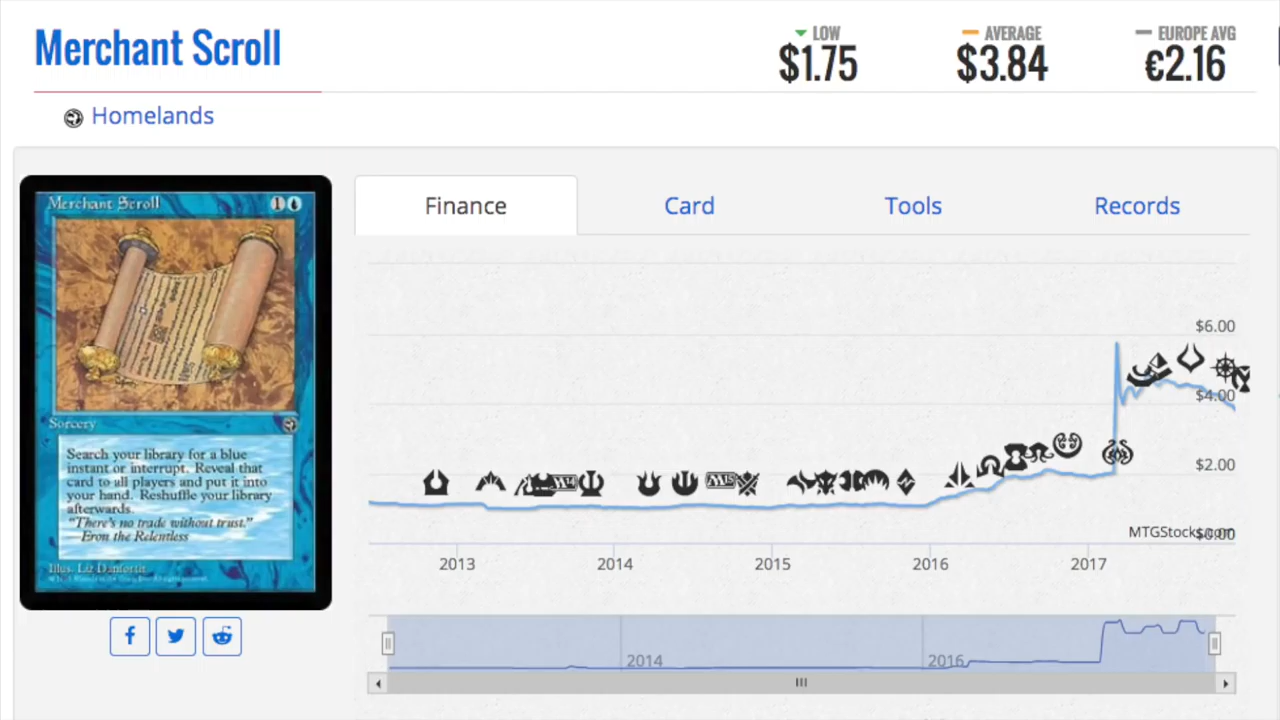 Merchant Scroll
LOW
$1.75
AVERAGE
$3.84
EUROPE AVG
€2.16
Homelands
Merchant Scroll
1
Sorcery
Search your library for a blue
instant or interrupt. Reveal that
card to all players and put it into
your hand. Reshuffle your library
afterwards.
"There's no trade without trust."
—Eron the Relentless
Illus. Liz Danforth
Finance
Card
Tools
Records
$6.00
$4.00
$2.00
$0.00
MTGStocks.com
2013
2014
2015
2016
2017
2014
2016